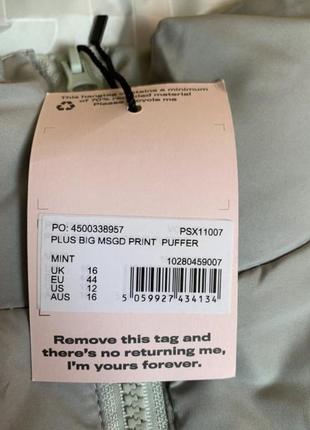 This hangtag contains a minimum
of 70% recycled material
Please recycle me
PO: 4500338957 PSX11007
PLUS BIG MSGD PRINT PUFFER
MINT 10280459007
UK 16
EU 44
US 12
AUS 16
5 059927 434134
Remove this tag and
there's no returning me,
I'm yours forever.